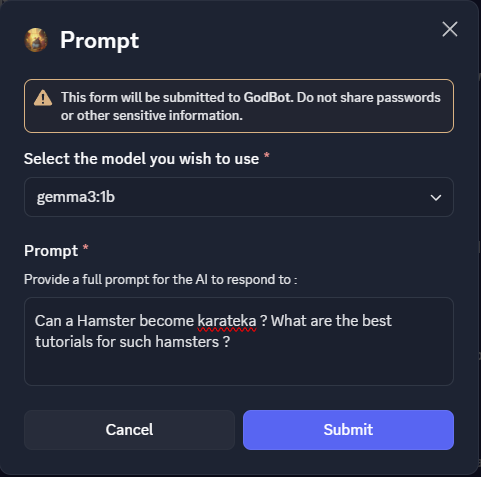 Prompt
This form will be submitted to GodBot. Do not share passwords
or other sensitive information.
Select the model you wish to use *
gemma3:1b
Prompt *
Provide a full prompt for the AI to respond to :
Can a Hamster become karateka ? What are the best
tutorials for such hamsters ?
Cancel
Submit